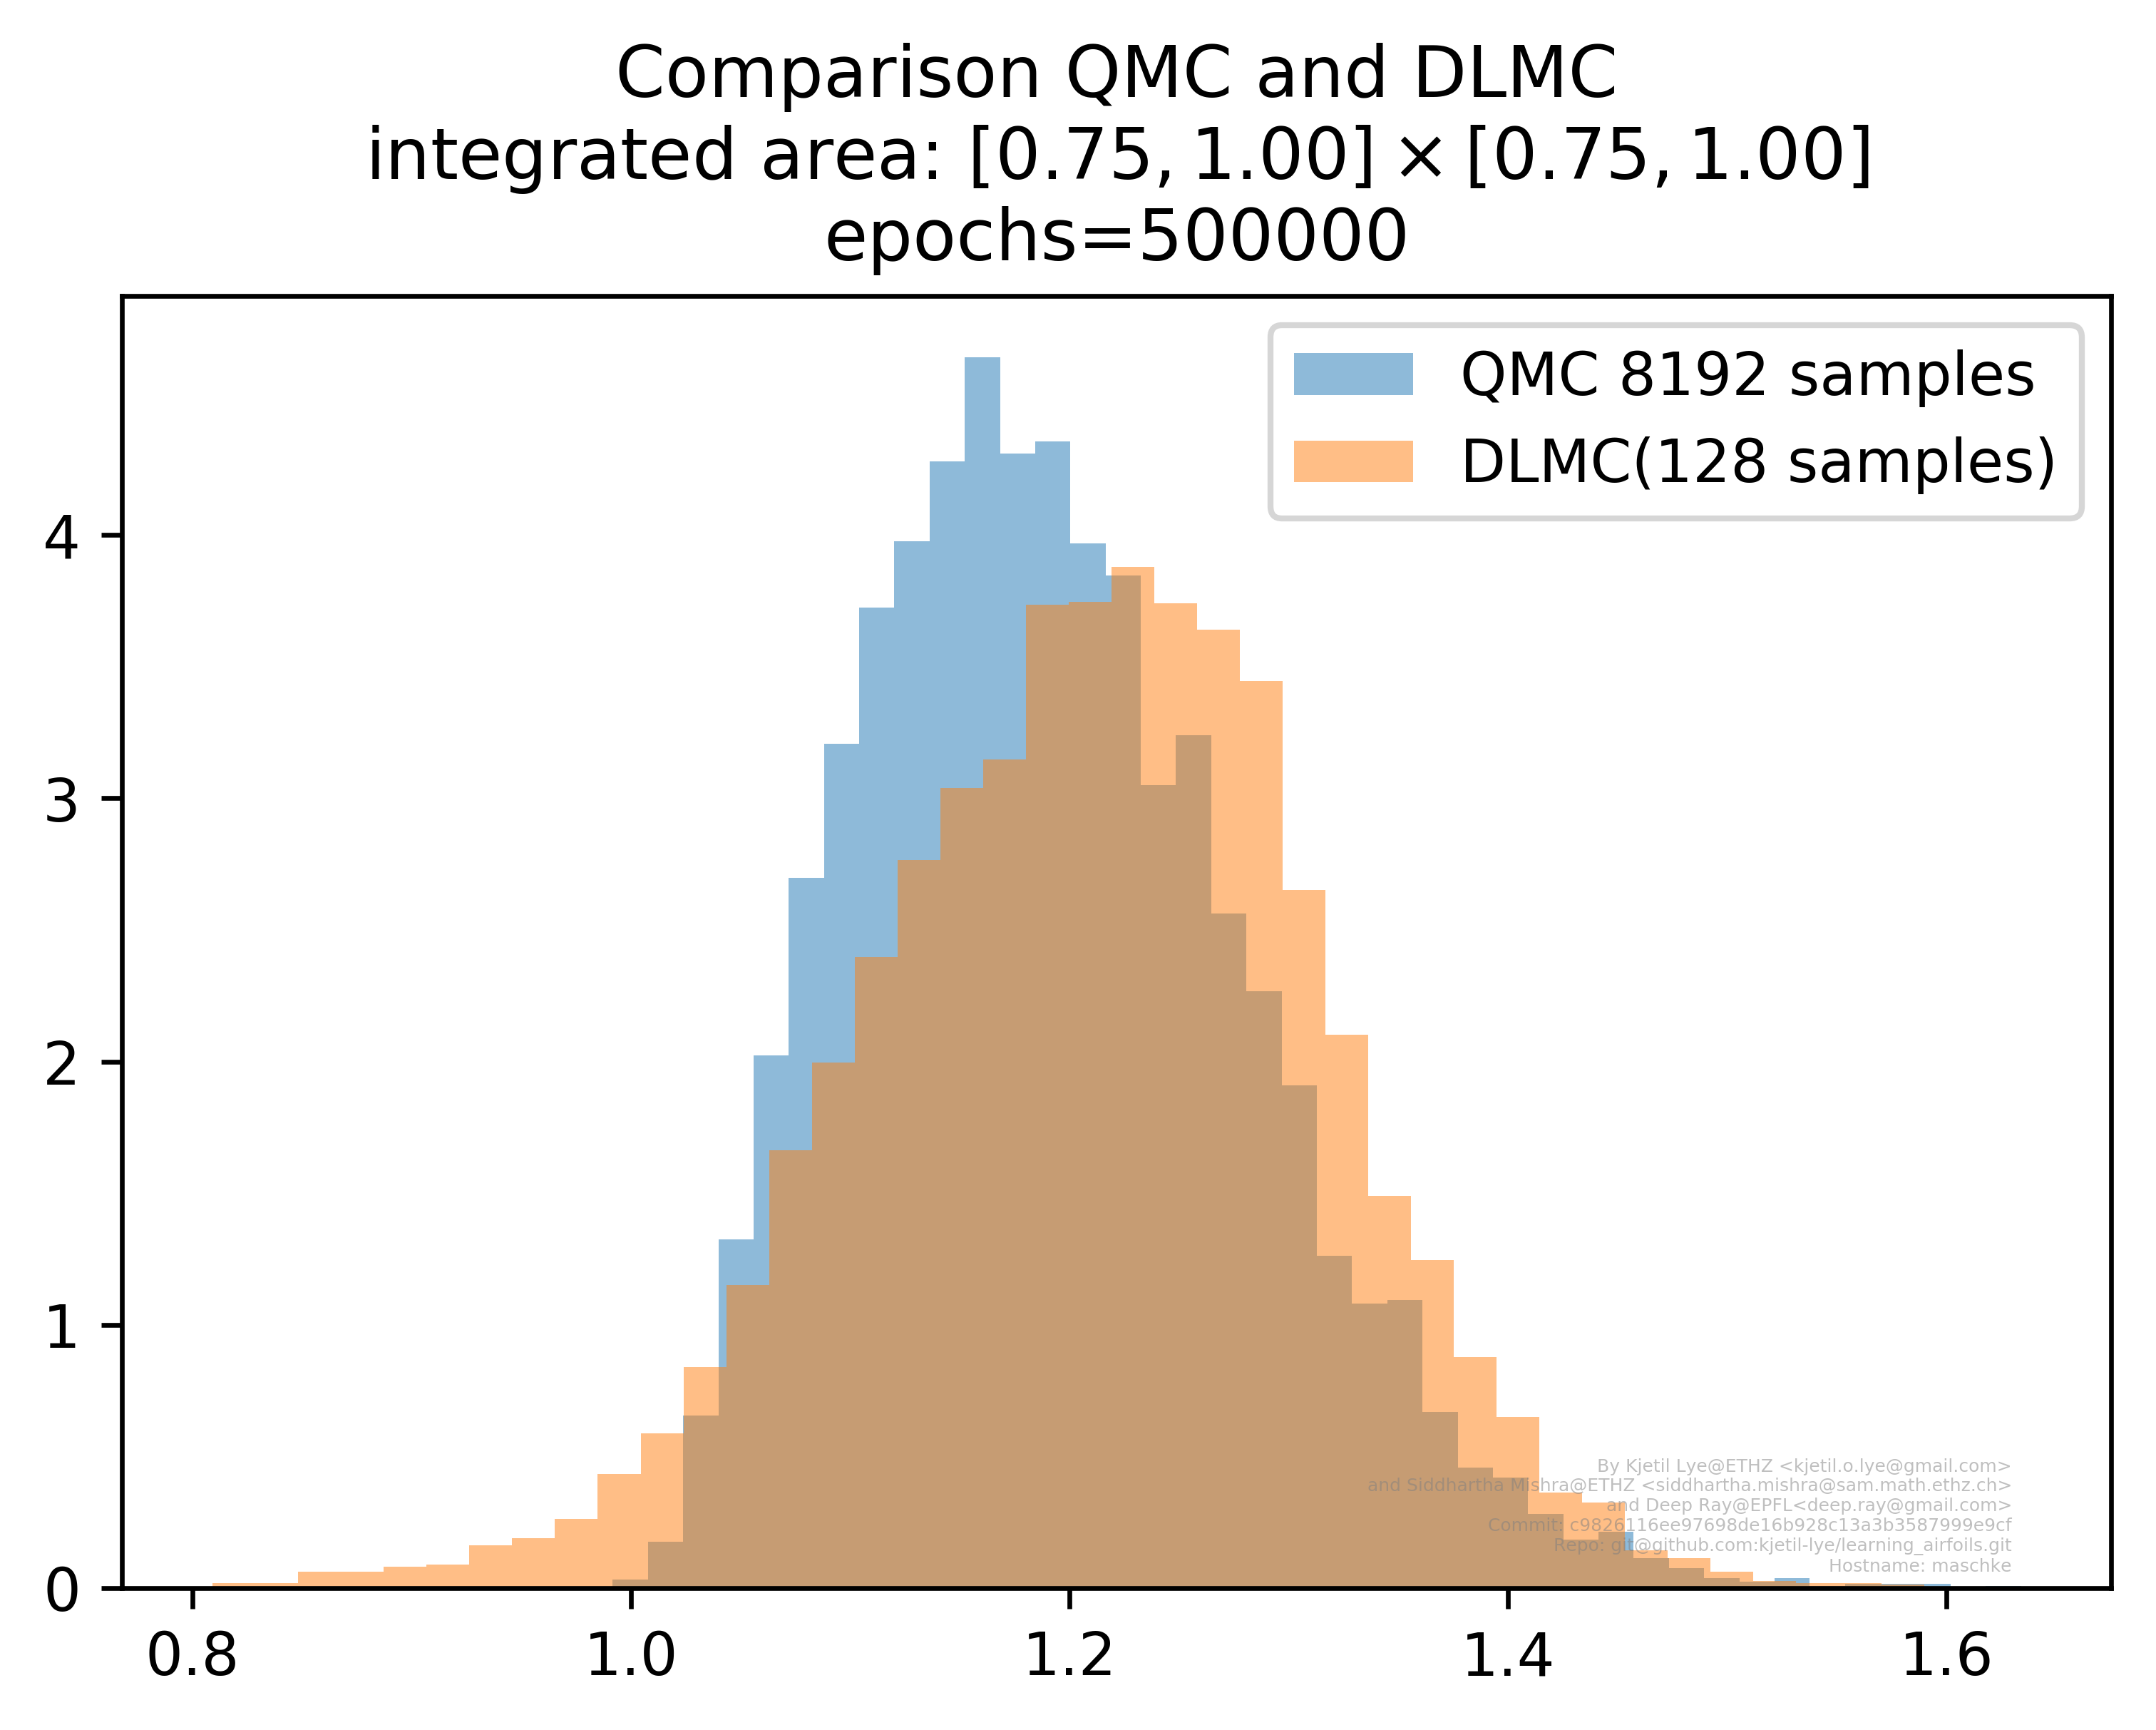 Comparison QMC and DLMC
integrated area: [0.75, 1.00] × [0.75, 1.00]
epochs=500000
QMC 8192 samples
DLMC(128 samples)
4
3
2
1
0
0.8 1.0 1.2 1.4 1.6
By Kjetil Lye@ETHZ <kjetil.o.lye@gmail.com>
and Siddhartha Mishra@ETHZ <siddhartha.mishra@sam.math.ethz.ch>
and Deep Ray@EPFL<deep.ray@gmail.com>
Commit: c9826116ee97698de16b928c13a3b3587999e9cf
Repo: git@github.com:kjetil-lye/learning_airfoils.git
Hostname: maschke